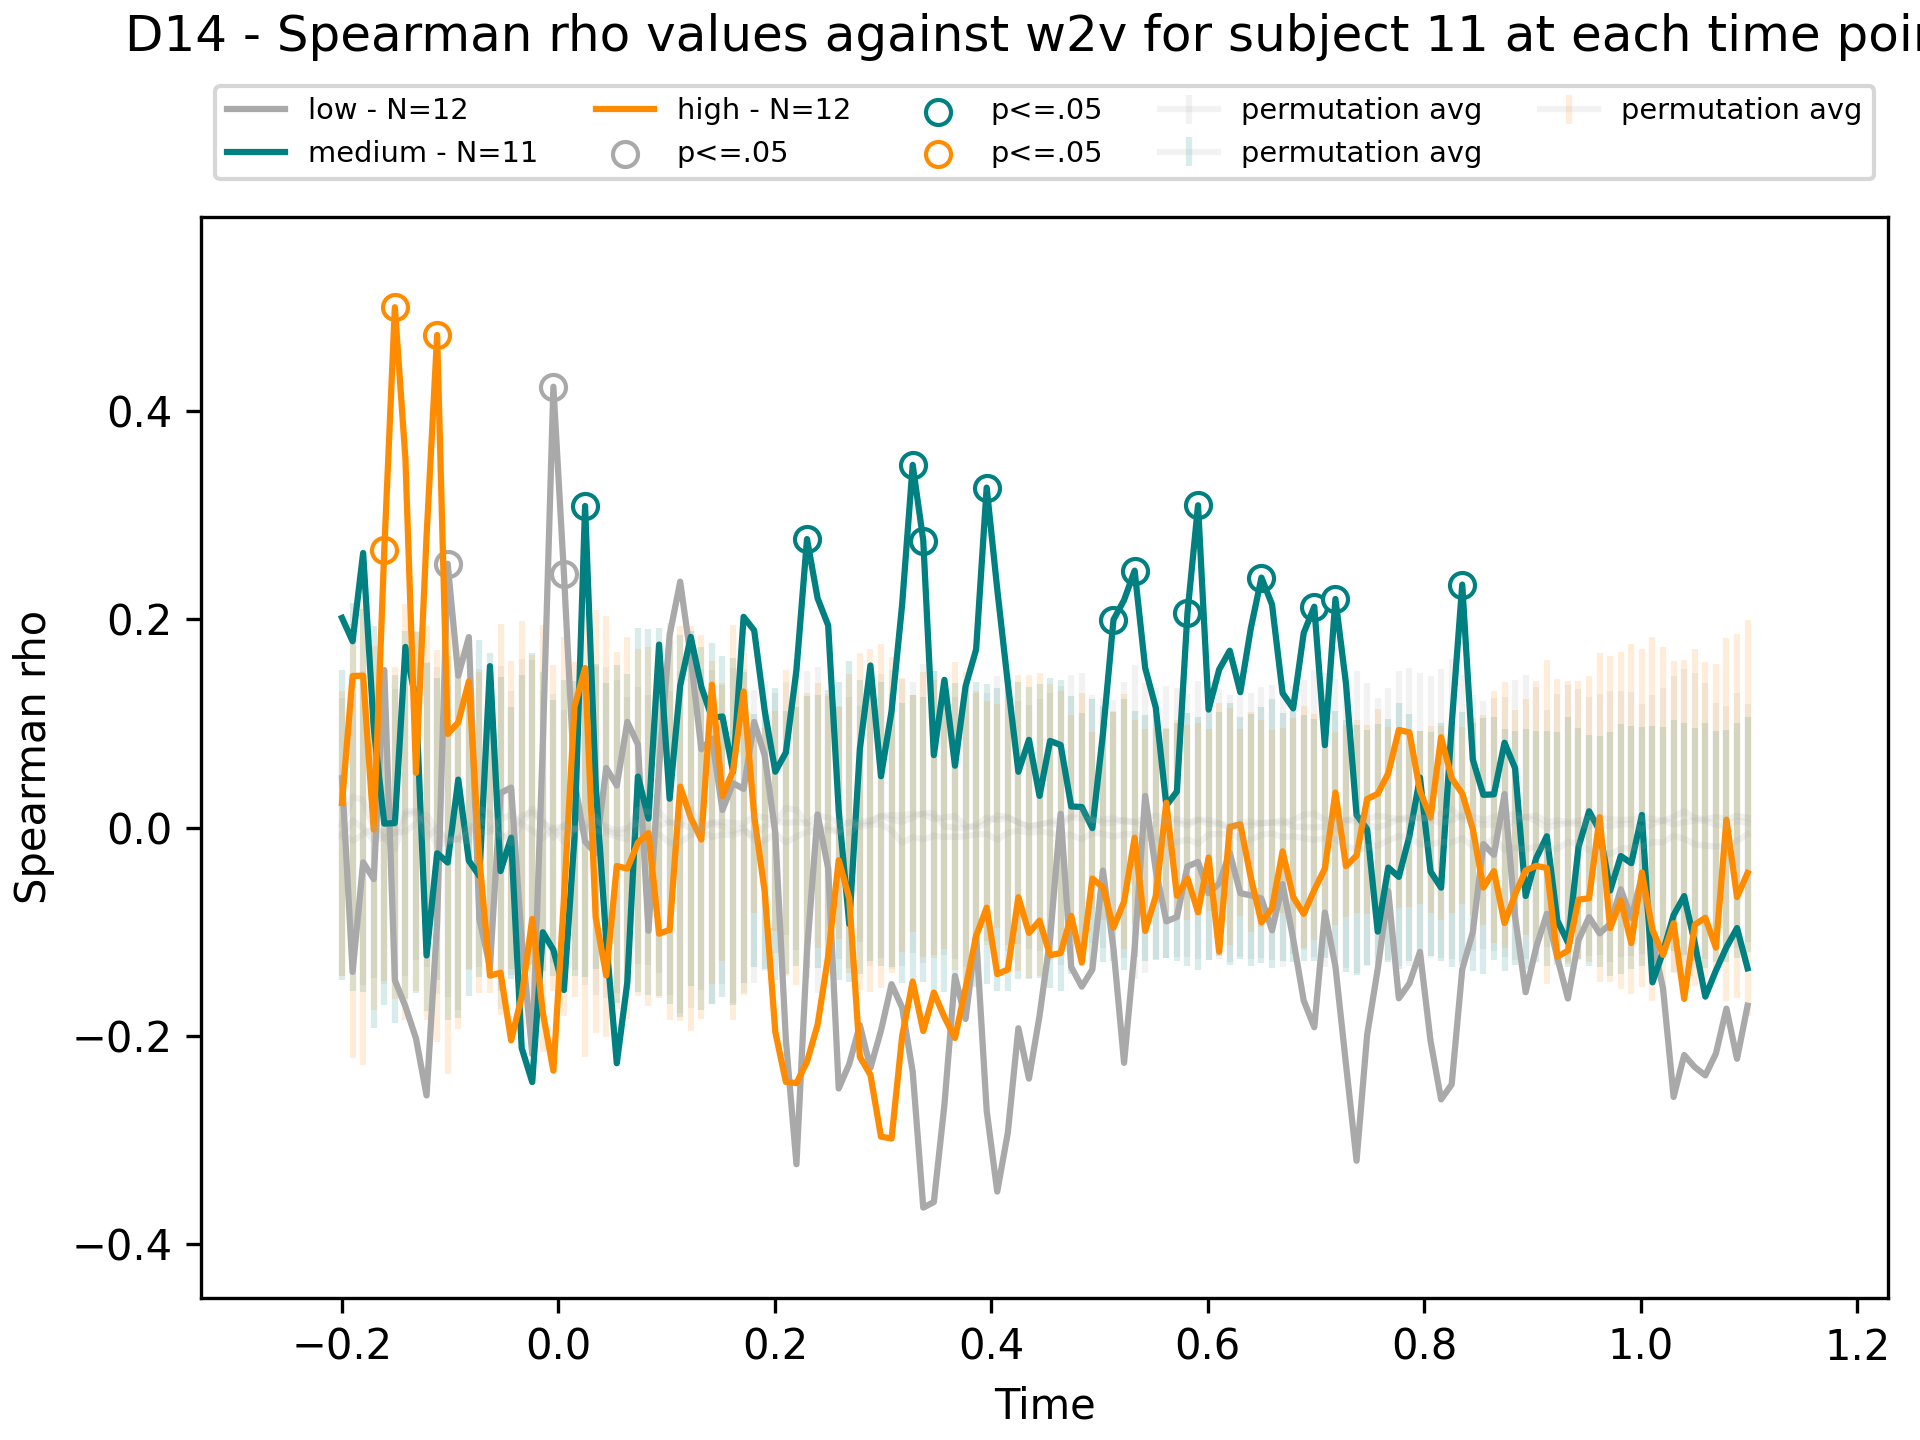 D14 - Spearman rho values against w2v for subject 11 at each time
low - N=12 high - N=12 p<=.05 permutation avg permutation avg
medium - N=11 p<=.05 p<=.05 permutation avg
Spearman rho
0.4
0.2
0.0
−0.2
−0.4
−0.2 0.0 0.2 0.4 0.6 0.8 1.0 1.2
Time